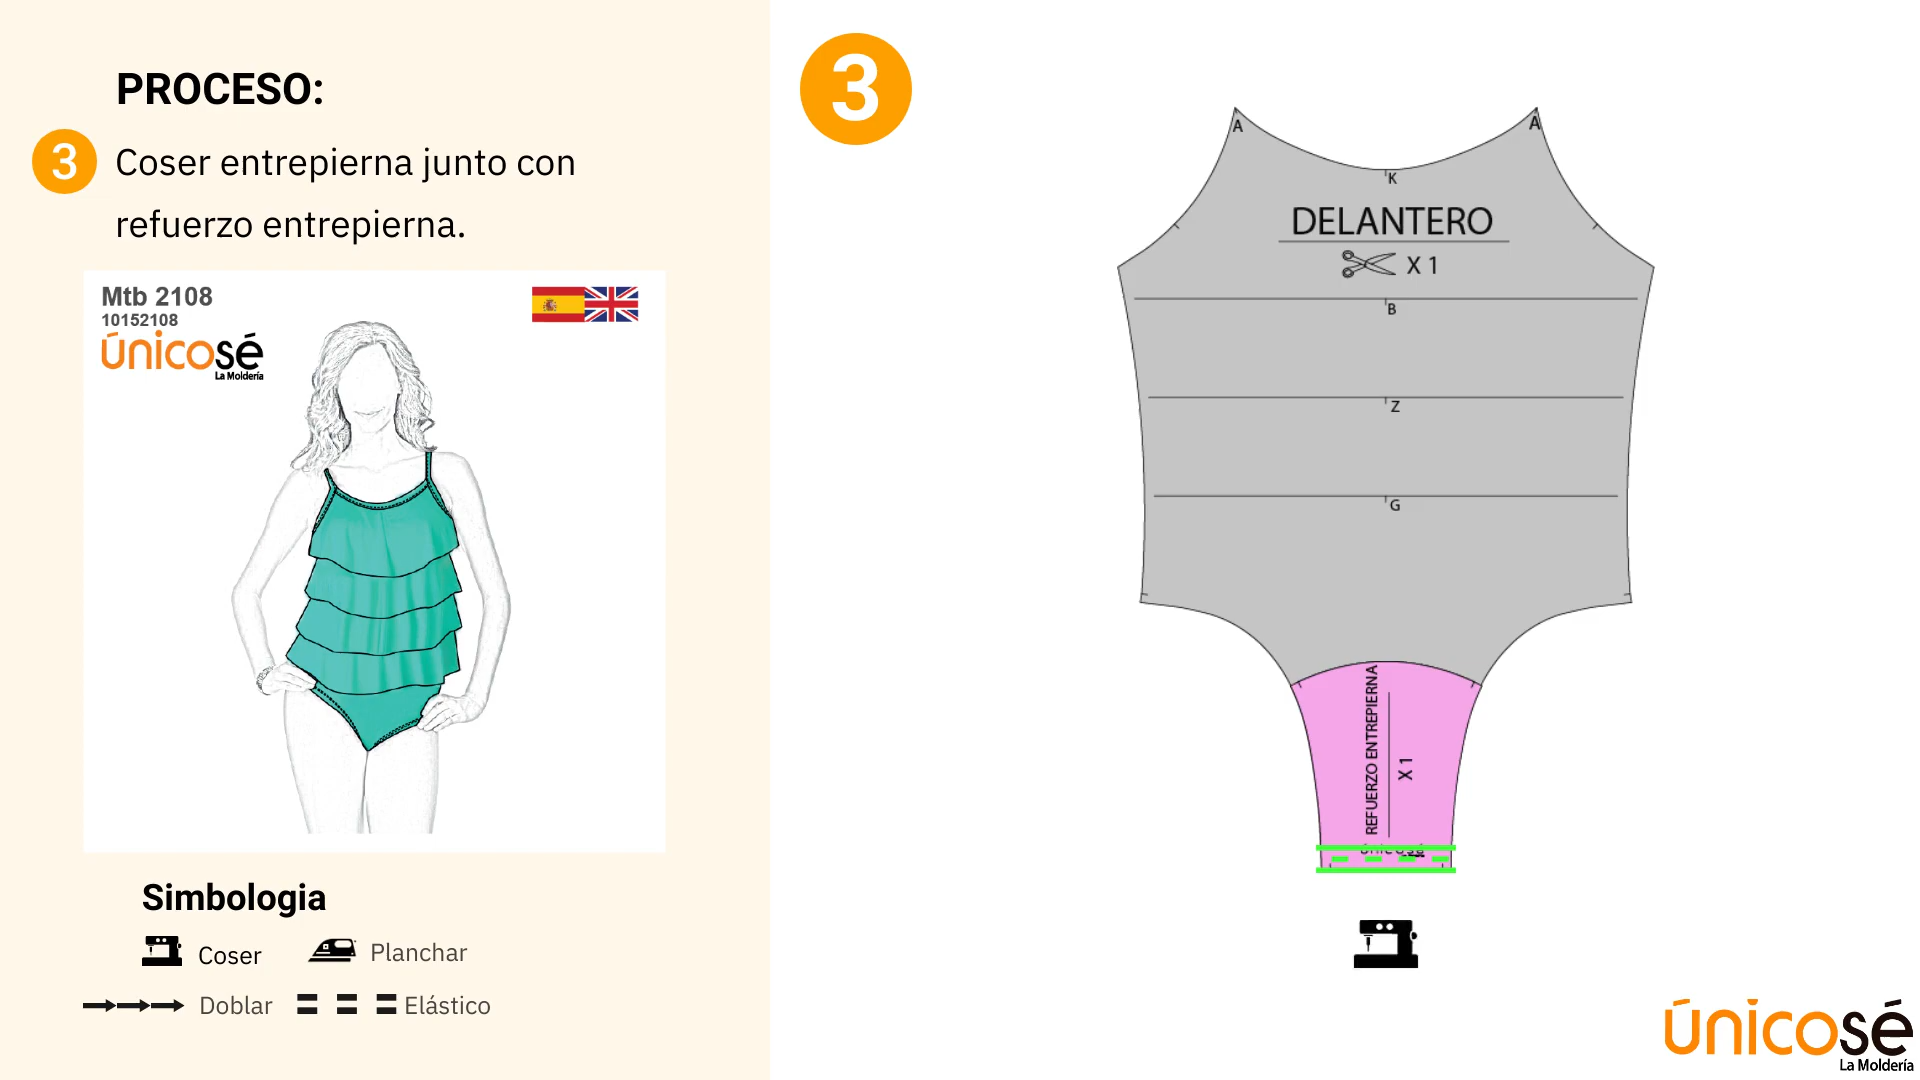 PROCESO:
3
Coser entrepierna junto con
refuerzo entrepierna.
Mtb 2108
10152108
únicosé
La Moldería
Simbologia
Coser
Planchar
Doblar
Elástico
3
A
A
K
DELANTERO
X 1
B
Z
G
REFUERZO ENTREPIERNA
X 1
únicosé
únicosé
La Moldería